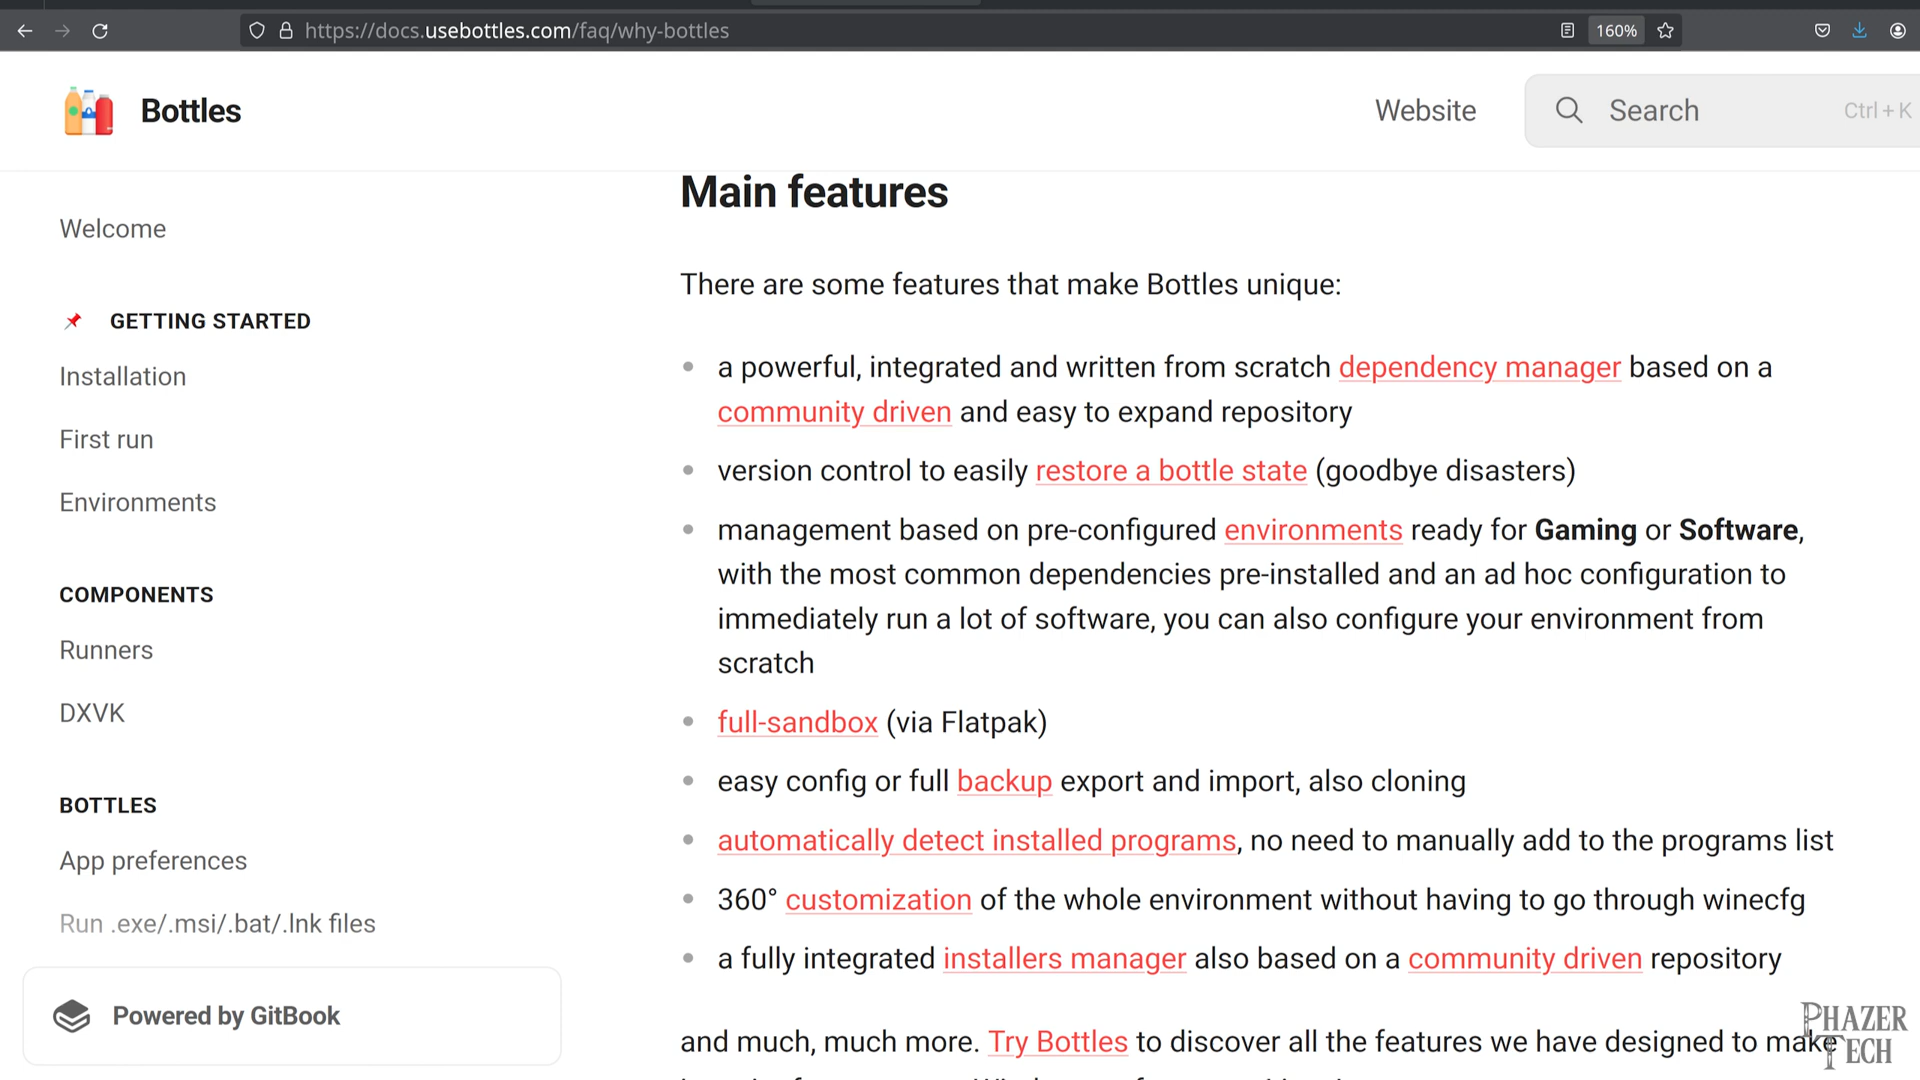 https://docs.usebottles.com/faq/why-bottles
160%
Bottles
Website
Search
Ctrl + K
Welcome
GETTING STARTED
Installation
First run
Environments
COMPONENTS
Runners
DXVK
BOTTLES
App preferences
Run .exe/.msi/.bat/.lnk files
Powered by GitBook
Main features
There are some features that make Bottles unique:
a powerful, integrated and written from scratch dependency manager based on a
community driven and easy to expand repository
version control to easily restore a bottle state (goodbye disasters)
management based on pre-configured environments ready for Gaming or Software,
with the most common dependencies pre-installed and an ad hoc configuration to
immediately run a lot of software, you can also configure your environment from
scratch
full-sandbox (via Flatpak)
easy config or full backup export and import, also cloning
automatically detect installed programs, no need to manually add to the programs list
360° customization of the whole environment without having to go through winecfg
a fully integrated installers manager also based on a community driven repository
and much, much more. Try Bottles to discover all the features we have designed to make
PHAZER
TECH